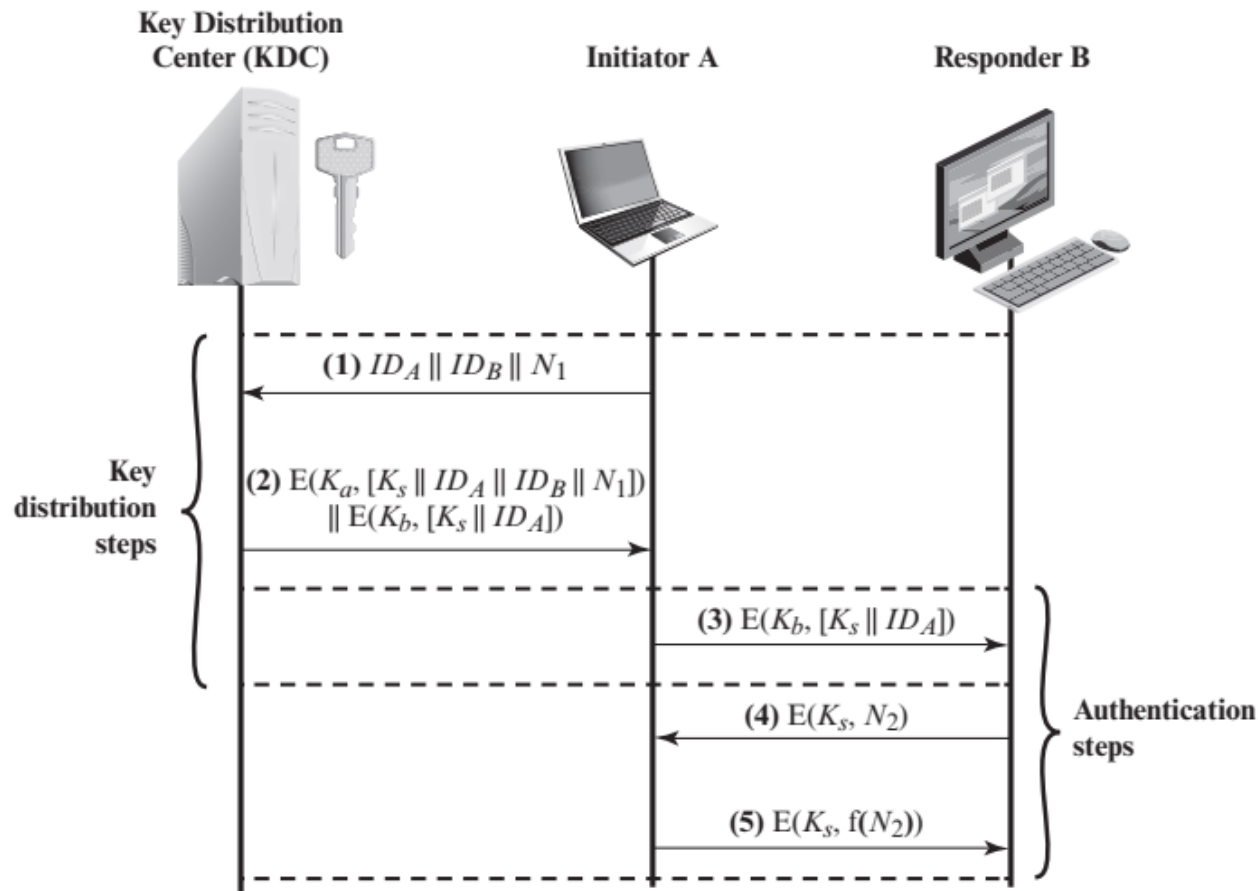 Key Distribution
Center (KDC)
Initiator A
Responder B
(1) ID_A || ID_B || N_1
Key
distribution
steps
(2) E(K_a, [K_s || ID_A || ID_B || N_1])
|| E(K_b, [K_s || ID_A])
(3) E(K_b, [K_s || ID_A])
(4) E(K_s, N_2)
Authentication
steps
(5) E(K_s, f(N_2))